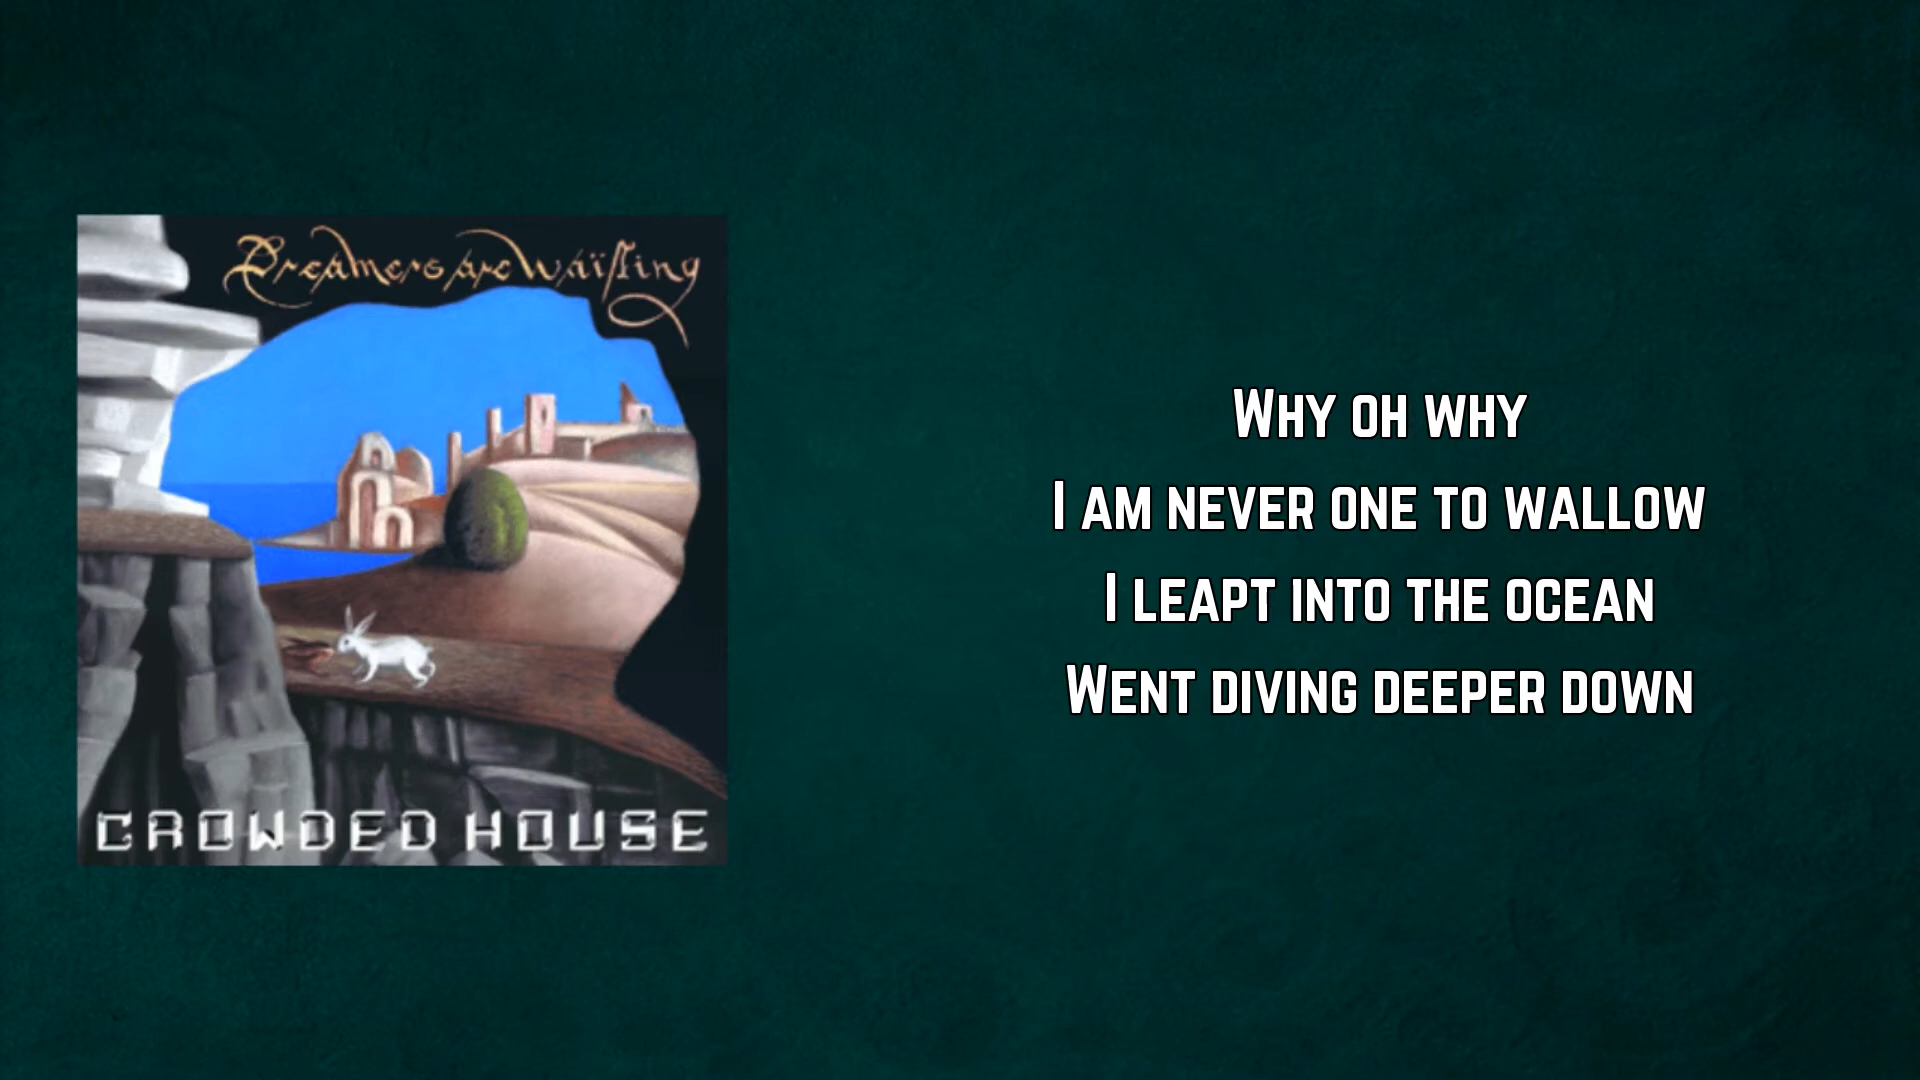 Dreamers are Waïting
CROWDED HOUSE
Why oh why
I am never one to wallow
I leapt into the ocean
Went diving deeper down